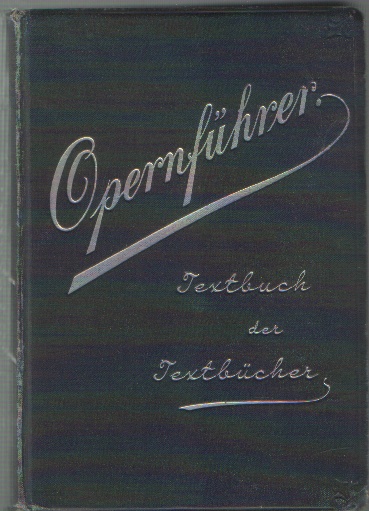 Opernführer.
Textbuch
der
Textbücher.